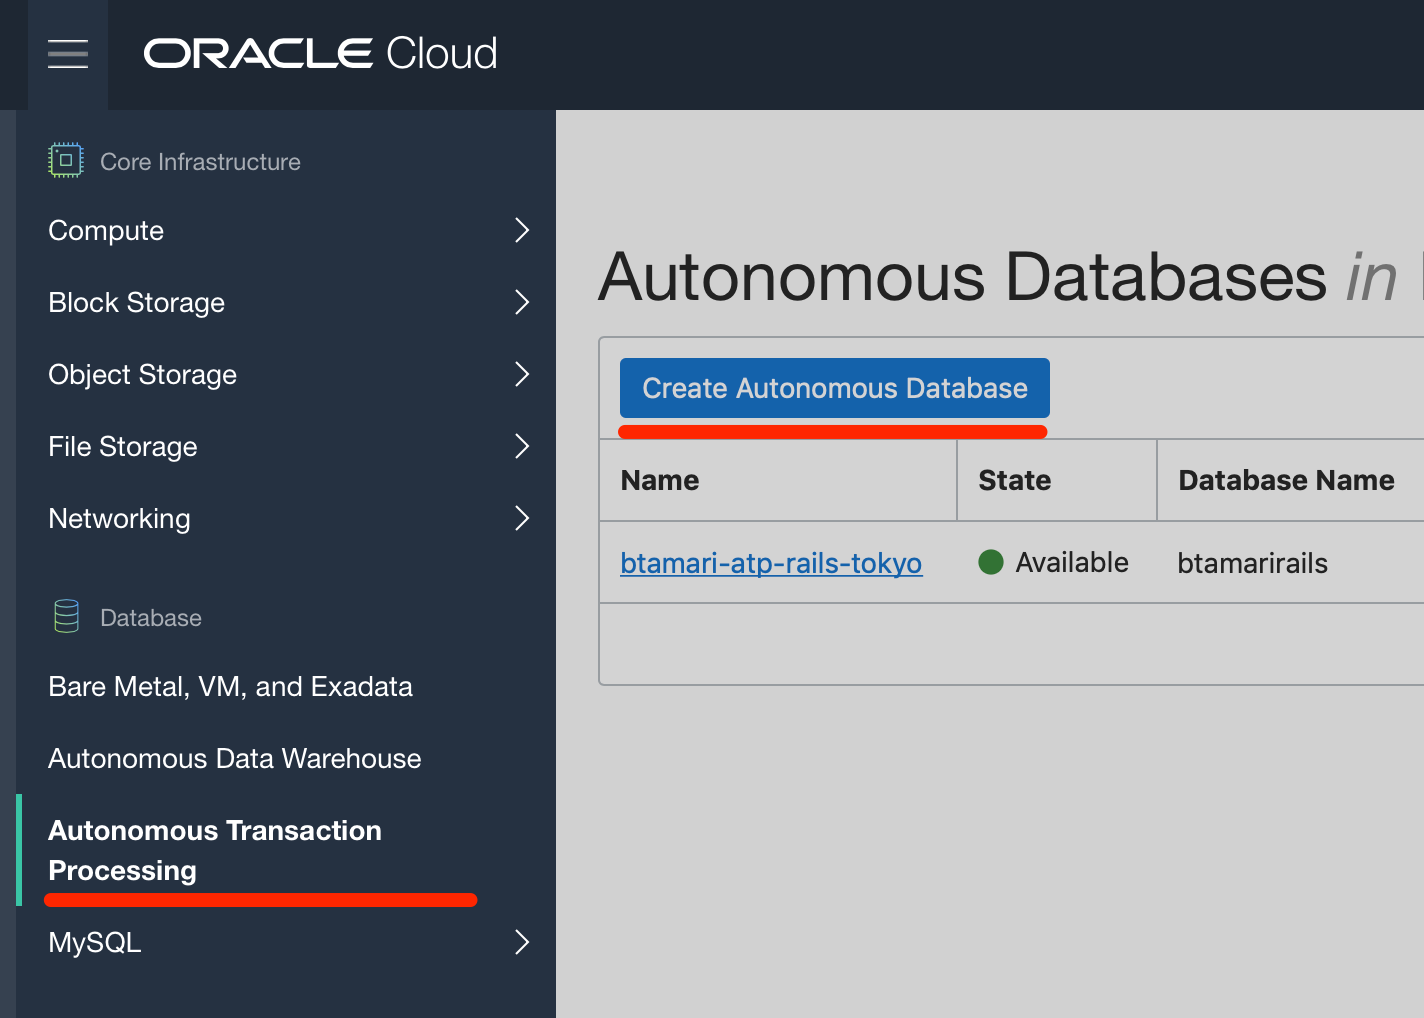 ORACLE Cloud
Core Infrastructure
Compute
Block Storage
Object Storage
File Storage
Networking
Database
Bare Metal, VM, and Exadata
Autonomous Data Warehouse
Autonomous Transaction
Processing
MySQL
Autonomous Databases in
Create Autonomous Database
Name State Database Name
btamari-atp-rails-tokyo Available btamarirails